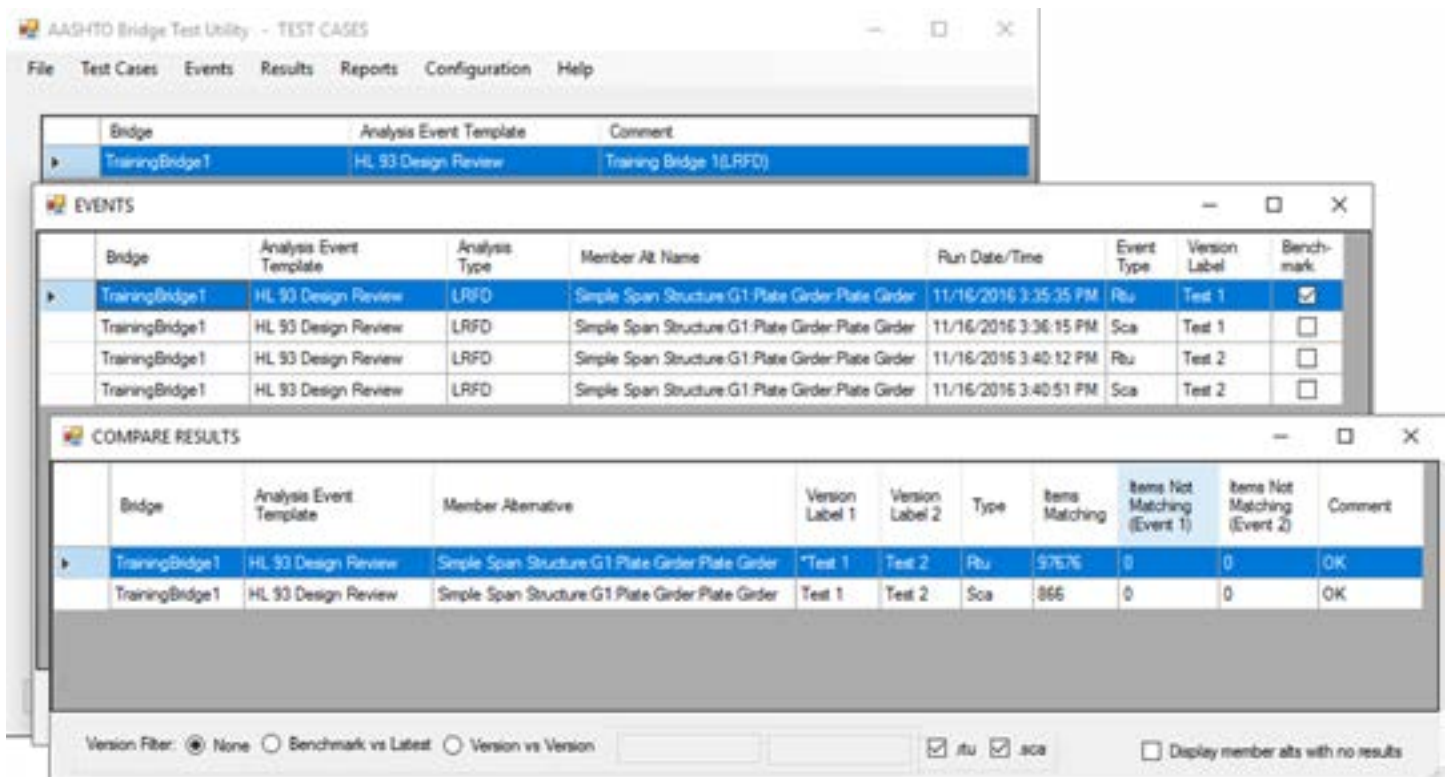 AASHTO Bridge Test Utility - TEST CASES
File Test Cases Events Results Reports Configuration Help
Bridge Analysis Event Template Comment
TrainingBridge1 HL 93 Design Review Training Bridge 1(LRFD)
EVENTS
Bridge Analysis Event Template Analysis Type Member Alt Name Run Date/Time Event Type Version Label Bench-mark
TrainingBridge1 HL 93 Design Review LRFD Simple Span Structure:G1:Plate Girder:Plate Girder 11/16/2016 3:35:35 PM Rtu Test 1
TrainingBridge1 HL 93 Design Review LRFD Simple Span Structure:G1:Plate Girder:Plate Girder 11/16/2016 3:36:15 PM Sca Test 1
TrainingBridge1 HL 93 Design Review LRFD Simple Span Structure:G1:Plate Girder:Plate Girder 11/16/2016 3:40:12 PM Rtu Test 2
TrainingBridge1 HL 93 Design Review LRFD Simple Span Structure:G1:Plate Girder:Plate Girder 11/16/2016 3:40:51 PM Sca Test 2
COMPARE RESULTS
Bridge Analysis Event Template Member Alternative Version Label 1 Version Label 2 Type Items Matching Items Not Matching (Event 1) Items Not Matching (Event 2) Comment
TrainingBridge1 HL 93 Design Review Simple Span Structure:G1:Plate Girder:Plate Girder *Test 1 Test 2 Rtu 97676 0 0 OK
TrainingBridge1 HL 93 Design Review Simple Span Structure:G1:Plate Girder:Plate Girder Test 1 Test 2 Sca 866 0 0 OK
Version Filter: None Benchmark vs Latest Version vs Version .rtu .sca Display member alts with no results